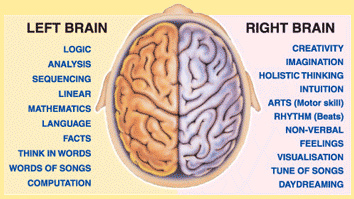 LEFT BRAIN
LOGIC
ANALYSIS
SEQUENCING
LINEAR
MATHEMATICS
LANGUAGE
FACTS
THINK IN WORDS
WORDS OF SONGS
COMPUTATION
RIGHT BRAIN
CREATIVITY
IMAGINATION
HOLISTIC THINKING
INTUITION
ARTS (Motor skill)
RHYTHM (Beats)
NON-VERBAL
FEELINGS
VISUALISATION
TUNE OF SONGS
DAYDREAMING